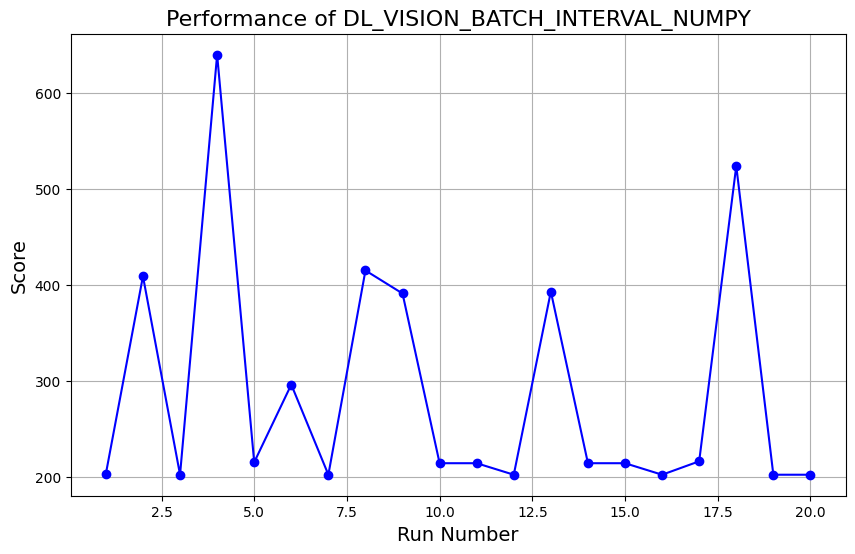 Performance of DL_VISION_BATCH_INTERVAL_NUMPY
Score
600
500
400
300
200
2.5 5.0 7.5 10.0 12.5 15.0 17.5 20.0
Run Number